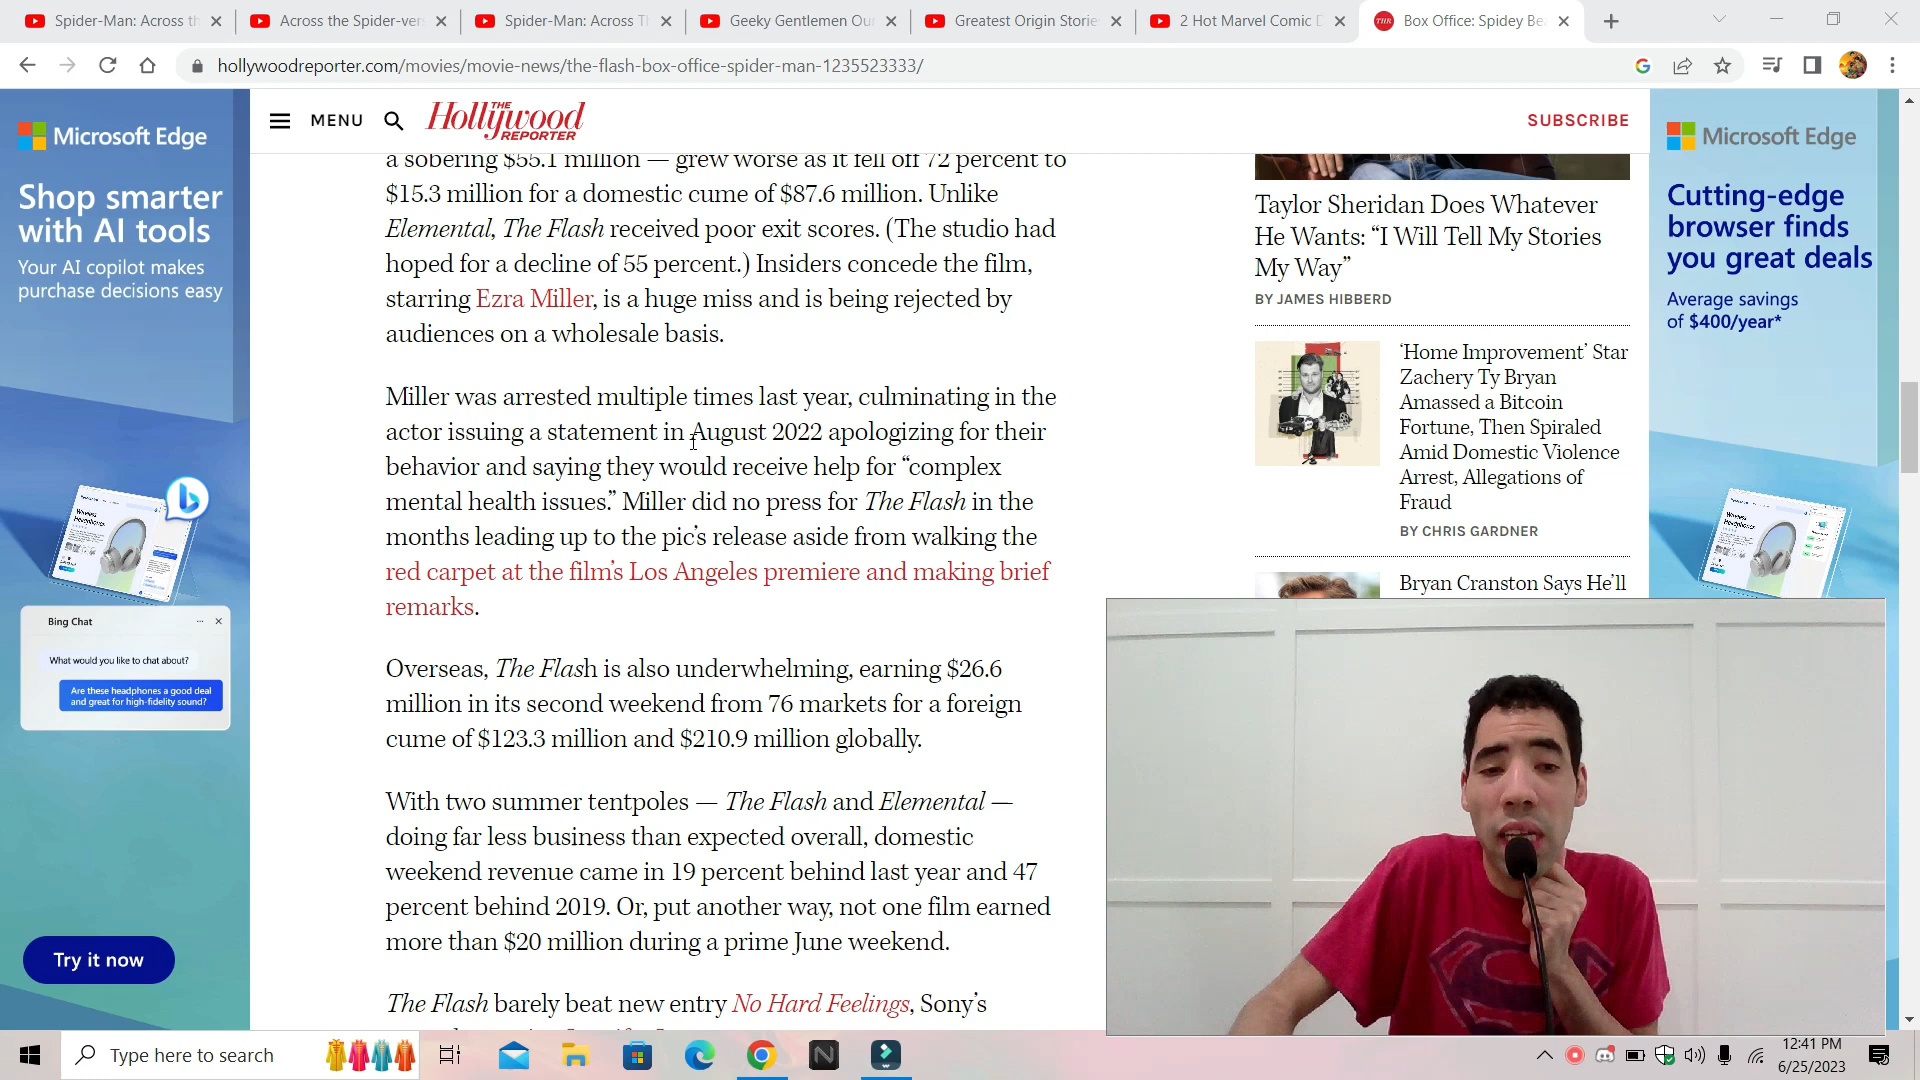 Spider-Man: Across th
Across the Spider-ver
Spider-Man: Across Th
Geeky Gentlemen Ou
Greatest Origin Storie
2 Hot Marvel Comic D
Box Office: Spidey Be
hollywoodreporter.com/movies/movie-news/the-flash-box-office-spider-man-1235523333/
MENU
THE
Hollywood
REPORTER
SUBSCRIBE
Microsoft Edge
Shop smarter
with AI tools
Your AI copilot makes
purchase decisions easy
Bing Chat
What would you like to chat about?
Are these headphones a good deal
and great for high-fidelity sound?
Try it now
a sobering $55.1 million — grew worse as it fell off 72 percent to
$15.3 million for a domestic cume of $87.6 million. Unlike
Elemental, The Flash received poor exit scores. (The studio had
hoped for a decline of 55 percent.) Insiders concede the film,
starring Ezra Miller, is a huge miss and is being rejected by
audiences on a wholesale basis.
Miller was arrested multiple times last year, culminating in the
actor issuing a statement in August 2022 apologizing for their
behavior and saying they would receive help for “complex
mental health issues.” Miller did no press for The Flash in the
months leading up to the pic’s release aside from walking the
red carpet at the film’s Los Angeles premiere and making brief
remarks.
Overseas, The Flash is also underwhelming, earning $26.6
million in its second weekend from 76 markets for a foreign
cume of $123.3 million and $210.9 million globally.
With two summer tentpoles — The Flash and Elemental —
doing far less business than expected overall, domestic
weekend revenue came in 19 percent behind last year and 47
percent behind 2019. Or, put another way, not one film earned
more than $20 million during a prime June weekend.
The Flash barely beat new entry No Hard Feelings, Sony’s
Taylor Sheridan Does Whatever
He Wants: “I Will Tell My Stories
My Way”
BY JAMES HIBBERD
‘Home Improvement’ Star
Zachery Ty Bryan
Amassed a Bitcoin
Fortune, Then Spiraled
Amid Domestic Violence
Arrest, Allegations of
Fraud
BY CHRIS GARDNER
Bryan Cranston Says He’ll
Microsoft Edge
Cutting-edge
browser finds
you great deals
Average savings
of $400/year*
Type here to search
12:41 PM
6/25/2023